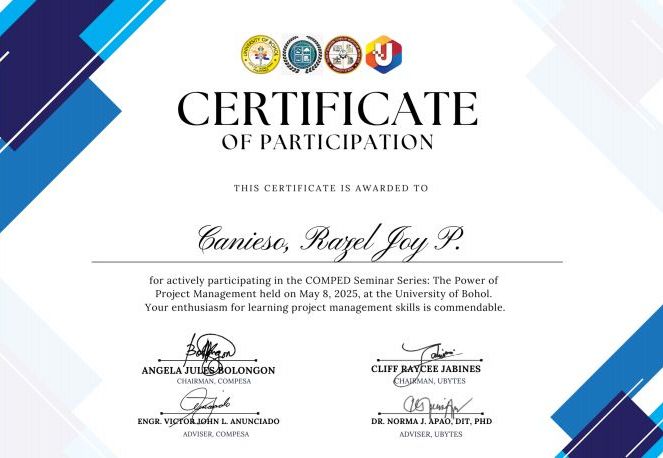 UNIVERSITY OF BOHOL
CERTIFICATE
OF PARTICIPATION
THIS CERTIFICATE IS AWARDED TO
Canieso, Razel Joy P.
for actively participating in the COMPED Seminar Series: The Power of
Project Management held on May 8, 2025, at the University of Bohol.
Your enthusiasm for learning project management skills is commendable.
ANGELA JULES BOLONGON
CHAIRMAN, COMPESA
CLIFF RAYCEE JABINES
CHAIRMAN, UBYTES
ENGR. VICTOR JOHN L. ANUNCIADO
ADVISER, COMPESA
DR. NORMA J. APAO, DIT, PHD
ADVISER, UBYTES